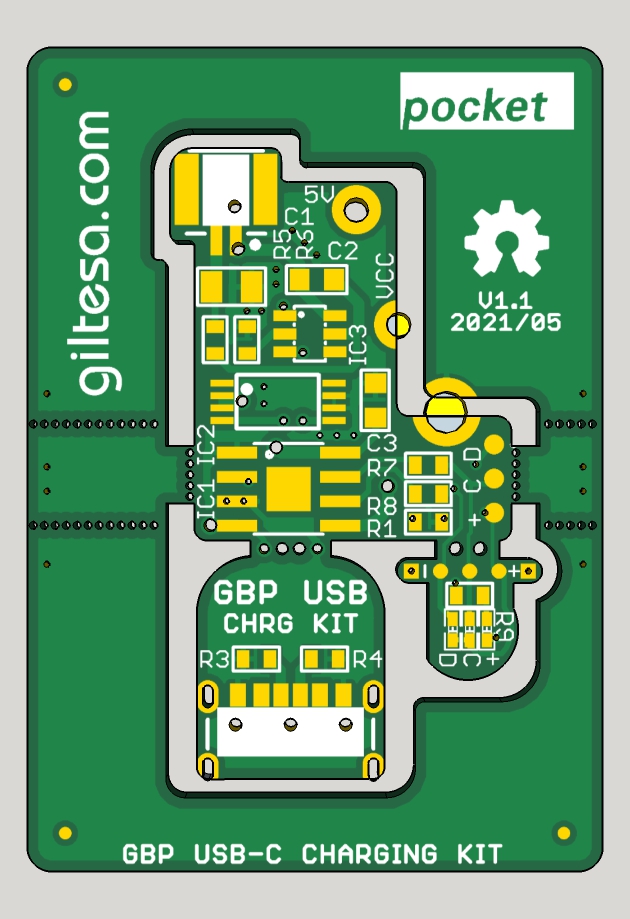 pocket
giltesa.com
V1.1
2021/05
5V
C1
R5
R6
C2
VCC
IC3
IC2
C3
R7
D
C
+
IC1
R8
R1
GBP USB
CHRG KIT
- +
R9
D C +
R3
R4
GBP USB-C CHARGING KIT